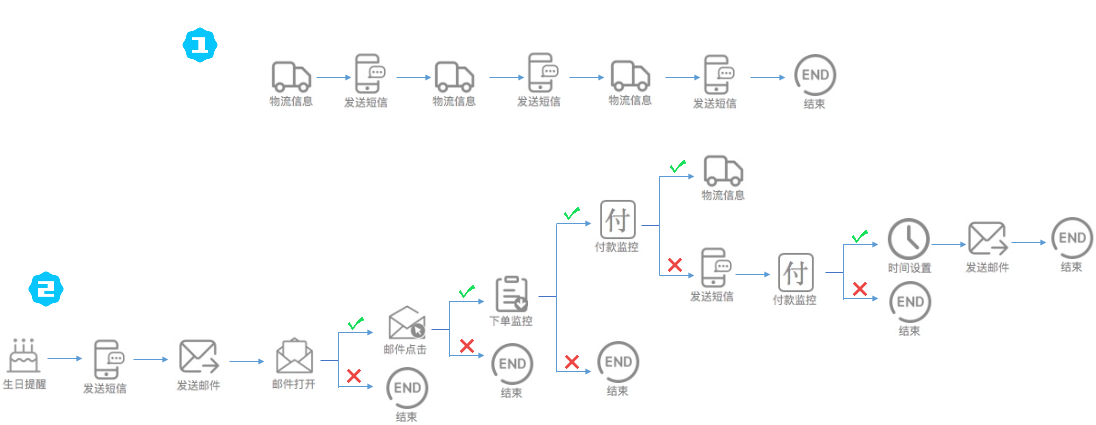 1
物流信息
发送短信
物流信息
发送短信
物流信息
发送短信
END
结束
2
生日提醒
发送短信
发送邮件
邮件打开
邮件点击
END
结束
下单监控
END
结束
付
付款监控
END
结束
物流信息
发送短信
付
付款监控
时间设置
END
结束
发送邮件
END
结束